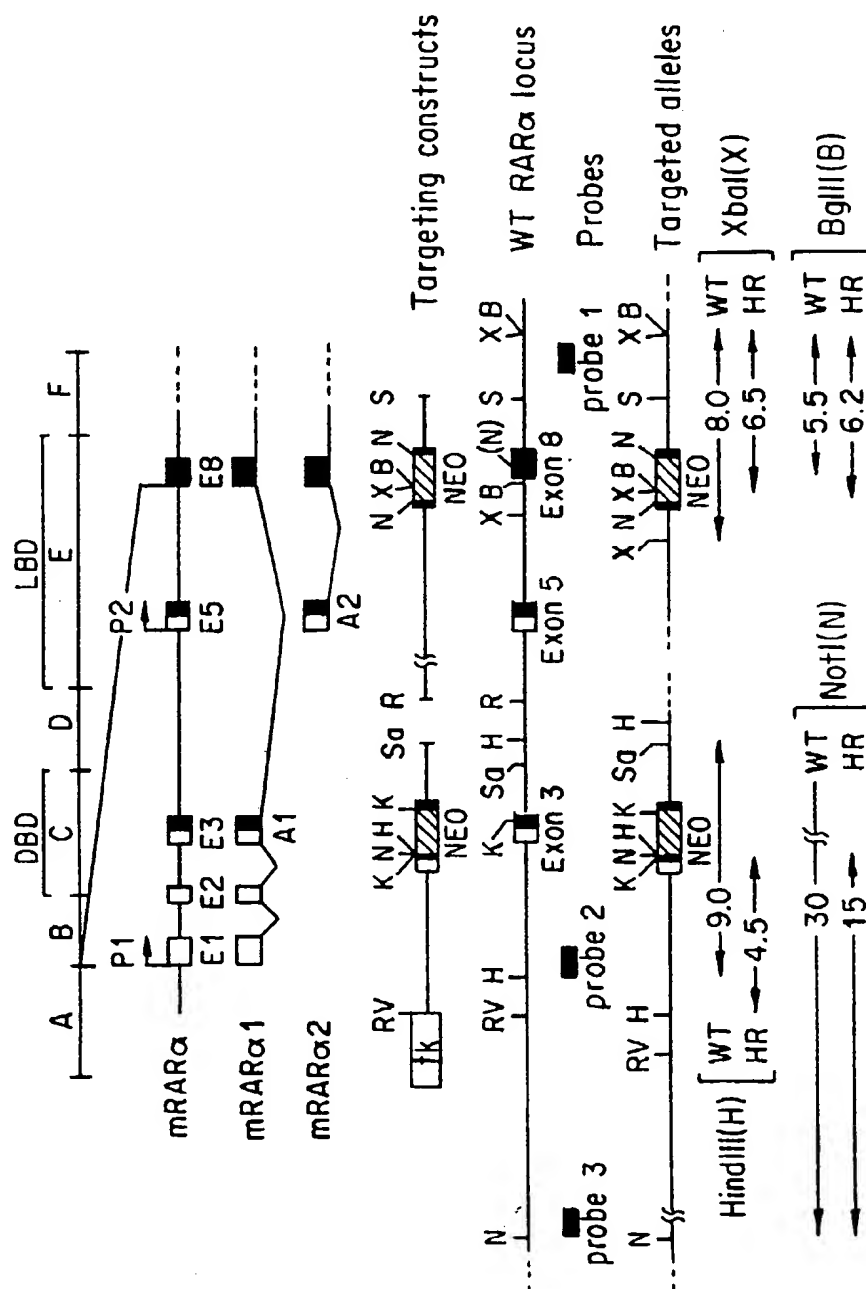 DBD LBD
A B C D E F
P1 P2
mRARα
E1 E2 E3 E5 E8
mRARα1
A1
mRARα2
A2
RV K N H K Sa R N X B N S
tk NEO NEO Targeting constructs
N RV H K Sa H R X B (N) S X B
Exon 3 Exon 5 Exon 8 WT RARα locus
probe 3 probe 2 probe 1 Probes
N RV H K N H K Sa H X N X B N S X B
NEO NEO Targeted alleles
HindIII(H) WT 9.0 8.0 WT XbaI(X)
HR 4.5 6.5 HR
30 WT NotI(N) 5.5 WT BglII(B)
15 HR 6.2 HR